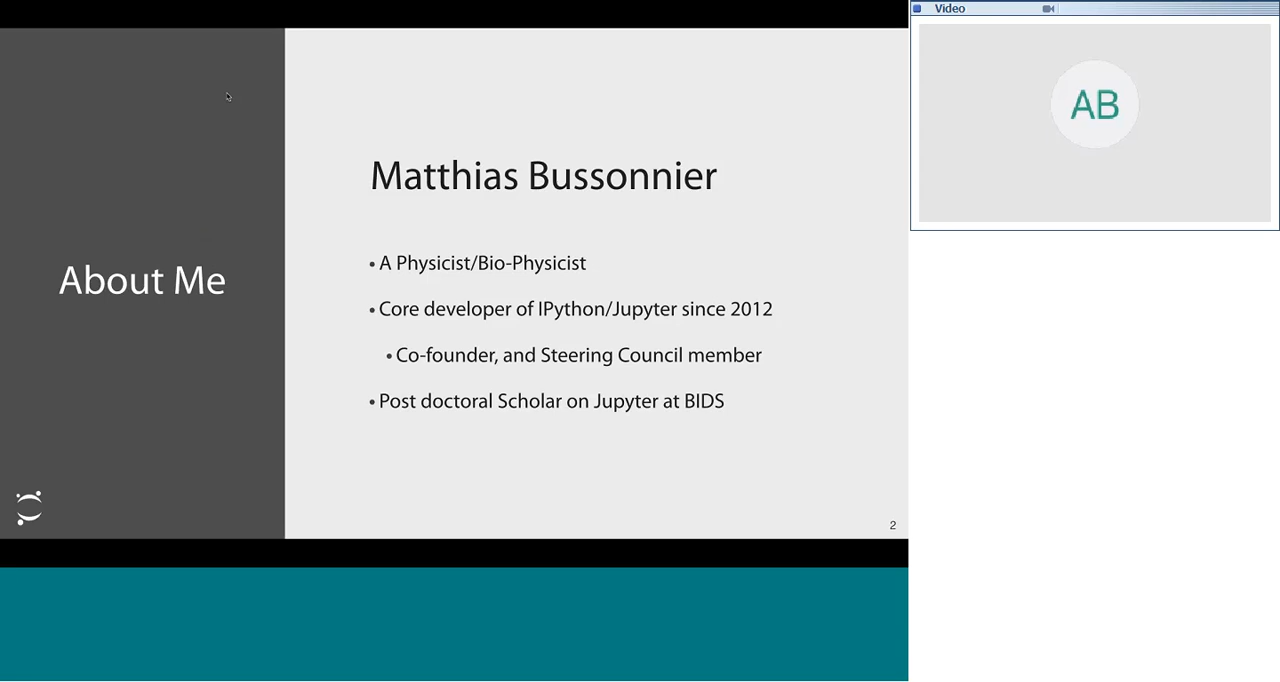 About Me
Matthias Bussonnier
• A Physicist/Bio-Physicist
• Core developer of IPython/Jupyter since 2012
• Co-founder, and Steering Council member
• Post doctoral Scholar on Jupyter at BIDS
2
Video
AB